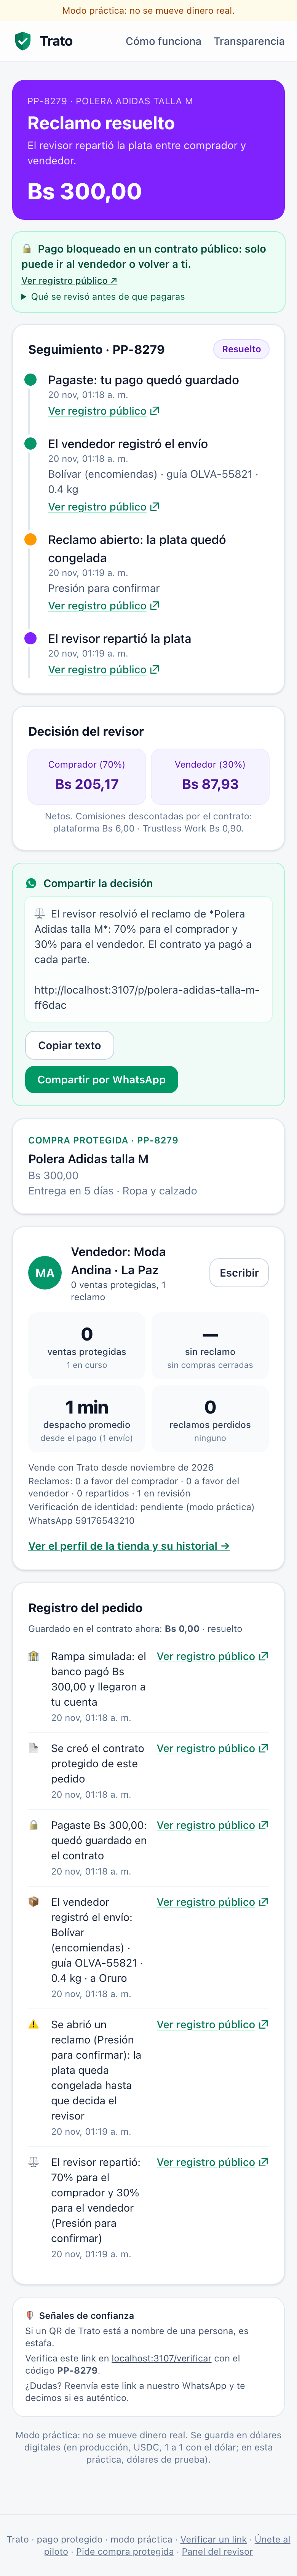 Modo práctica: no se mueve dinero real.
Trato
Cómo funciona
Transparencia
PP-8279 · POLERA ADIDAS TALLA M
Reclamo resuelto
El revisor repartió la plata entre comprador y
vendedor.
Bs 300,00
🔒 Pago bloqueado en un contrato público: solo
puede ir al vendedor o volver a ti.
Ver registro público ↗
▶ Qué se revisó antes de que pagaras
Seguimiento · PP-8279
Resuelto
Pagaste: tu pago quedó guardado
20 nov, 01:18 a. m.
Ver registro público
El vendedor registró el envío
20 nov, 01:18 a. m.
Bolívar (encomiendas) · guía OLVA-55821 ·
0.4 kg
Ver registro público
Reclamo abierto: la plata quedó
congelada
20 nov, 01:19 a. m.
Presión para confirmar
Ver registro público
El revisor repartió la plata
20 nov, 01:19 a. m.
Ver registro público
Decisión del revisor
Comprador (70%)
Bs 205,17
Vendedor (30%)
Bs 87,93
Netos. Comisiones descontadas por el contrato:
plataforma Bs 6,00 · Trustless Work Bs 0,90.
Compartir la decisión
⚖️ El revisor resolvió el reclamo de *Polera
Adidas talla M*: 70% para el comprador y
30% para el vendedor. El contrato ya pagó a
cada parte.
http://localhost:3107/p/polera-adidas-talla-m-
ff6dac
Copiar texto
Compartir por WhatsApp
COMPRA PROTEGIDA · PP-8279
Polera Adidas talla M
Bs 300,00
Entrega en 5 días · Ropa y calzado
MA
Vendedor: Moda
Andina · La Paz
0 ventas protegidas, 1
reclamo
Escribir
0
ventas protegidas
1 en curso
—
sin reclamo
sin compras cerradas
1 min
despacho promedio
desde el pago (1 envío)
0
reclamos perdidos
ninguno
Vende con Trato desde noviembre de 2026
Reclamos: 0 a favor del comprador · 0 a favor del
vendedor · 0 repartidos · 1 en revisión
Verificación de identidad: pendiente (modo práctica)
WhatsApp 59176543210
Ver el perfil de la tienda y su historial →
Registro del pedido
Guardado en el contrato ahora: Bs 0,00 · resuelto
Rampa simulada: el
banco pagó Bs
300,00 y llegaron a
tu cuenta
20 nov, 01:18 a. m.
Ver registro público
Se creó el contrato
protegido de este
pedido
20 nov, 01:18 a. m.
Ver registro público
Pagaste Bs 300,00:
quedó guardado en
el contrato
20 nov, 01:18 a. m.
Ver registro público
El vendedor
registró el envío:
Bolívar
(encomiendas) ·
guía OLVA-55821 ·
0.4 kg · a Oruro
20 nov, 01:18 a. m.
Ver registro público
Se abrió un
reclamo (Presión
para confirmar): la
plata queda
congelada hasta
que decida el
revisor
20 nov, 01:19 a. m.
Ver registro público
El revisor repartió:
70% para el
comprador y 30%
para el vendedor
(Presión para
confirmar)
20 nov, 01:19 a. m.
Ver registro público
Señales de confianza
Si un QR de Trato está a nombre de una persona, es
estafa.
Verifica este link en localhost:3107/verificar con el
código PP-8279.
¿Dudas? Reenvía este link a nuestro WhatsApp y te
decimos si es auténtico.
Modo práctica: no se mueve dinero real. Se guarda en dólares
digitales (en producción, USDC, 1 a 1 con el dólar; en esta
práctica, dólares de prueba).
Trato · pago protegido · modo práctica · Verificar un link · Únete al
piloto · Pide compra protegida · Panel del revisor